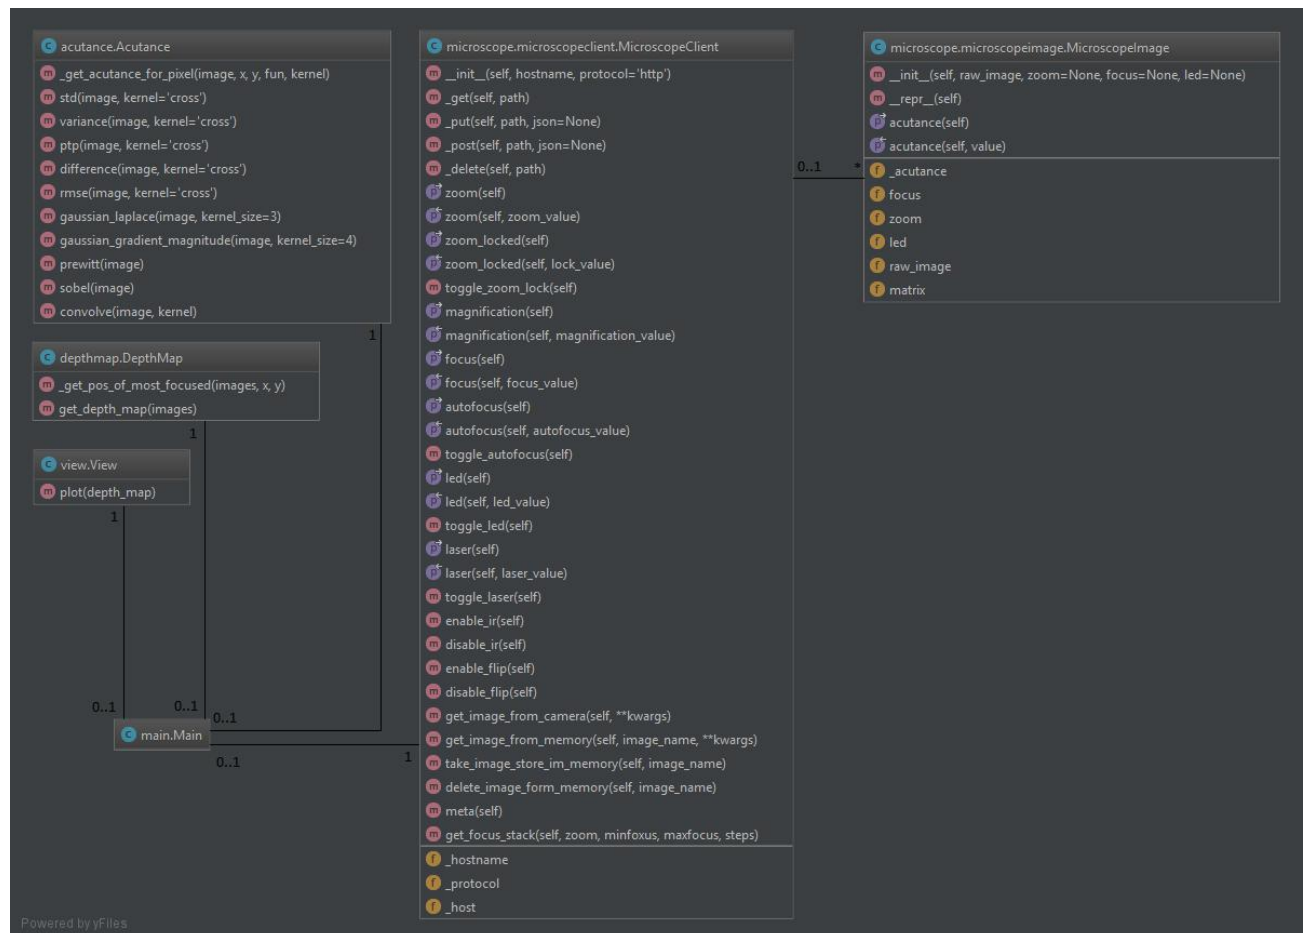 acutance.Acutance
_get_acutance_for_pixel(image, x, y, fun, kernel)
std(image, kernel='cross')
variance(image, kernel='cross')
ptp(image, kernel='cross')
difference(image, kernel='cross')
rmse(image, kernel='cross')
gaussian_laplace(image, kernel_size=3)
gaussian_gradient_magnitude(image, kernel_size=4)
prewitt(image)
sobel(image)
convolve(image, kernel)
1
depthmap.DepthMap
_get_pos_of_most_focused(images, x, y)
get_depth_map(images)
1
view.View
plot(depth_map)
1
0..1
0..1
0..1
main.Main
0..1
1
microscope.microscopeclient.MicroscopeClient
__init__(self, hostname, protocol='http')
_get(self, path)
_put(self, path, json=None)
_post(self, path, json=None)
_delete(self, path)
zoom(self)
zoom(self, zoom_value)
zoom_locked(self)
zoom_locked(self, lock_value)
toggle_zoom_lock(self)
magnification(self)
magnification(self, magnification_value)
focus(self)
focus(self, focus_value)
autofocus(self)
autofocus(self, autofocus_value)
toggle_autofocus(self)
led(self)
led(self, led_value)
toggle_led(self)
laser(self)
laser(self, laser_value)
toggle_laser(self)
enable_ir(self)
disable_ir(self)
enable_flip(self)
disable_flip(self)
get_image_from_camera(self, **kwargs)
get_image_from_memory(self, image_name, **kwargs)
take_image_store_im_memory(self, image_name)
delete_image_form_memory(self, image_name)
meta(self)
get_focus_stack(self, zoom, minfoxus, maxfocus, steps)
_hostname
_protocol
_host
0..1
*
microscope.microscopeimage.MicroscopeImage
__init__(self, raw_image, zoom=None, focus=None, led=None)
__repr__(self)
acutance(self)
acutance(self, value)
_acutance
focus
zoom
led
raw_image
matrix
Powered by yFiles